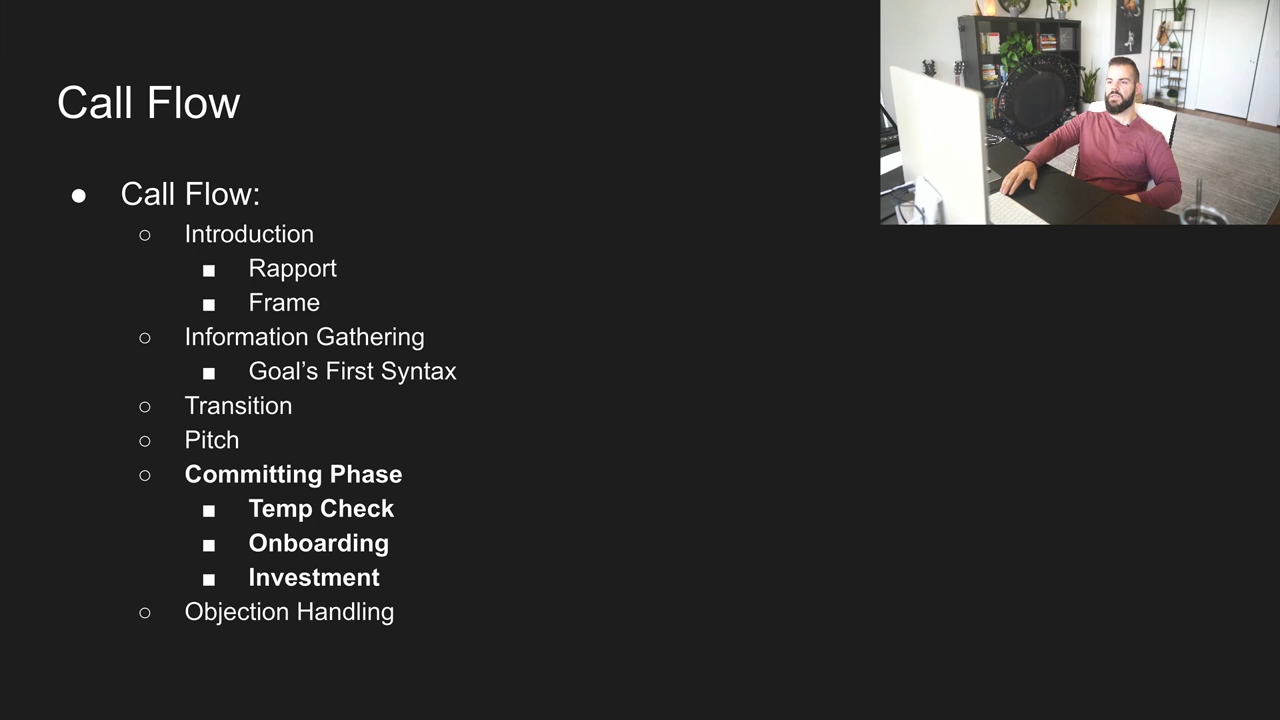 Call Flow
● Call Flow:
○ Introduction
■ Rapport
■ Frame
○ Information Gathering
■ Goal’s First Syntax
○ Transition
○ Pitch
○ Committing Phase
■ Temp Check
■ Onboarding
■ Investment
○ Objection Handling